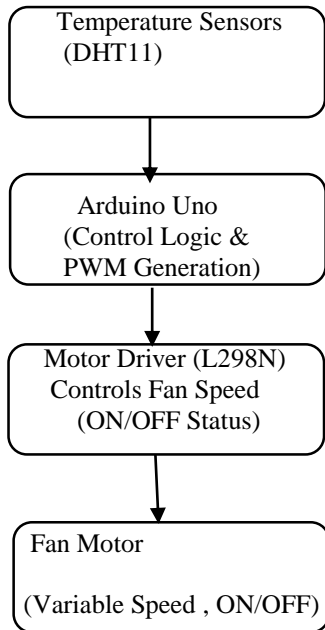 Temperature Sensors
(DHT11)
Arduino Uno
(Control Logic &
PWM Generation)
Motor Driver (L298N)
Controls Fan Speed
(ON/OFF Status)
Fan Motor
(Variable Speed , ON/OFF)